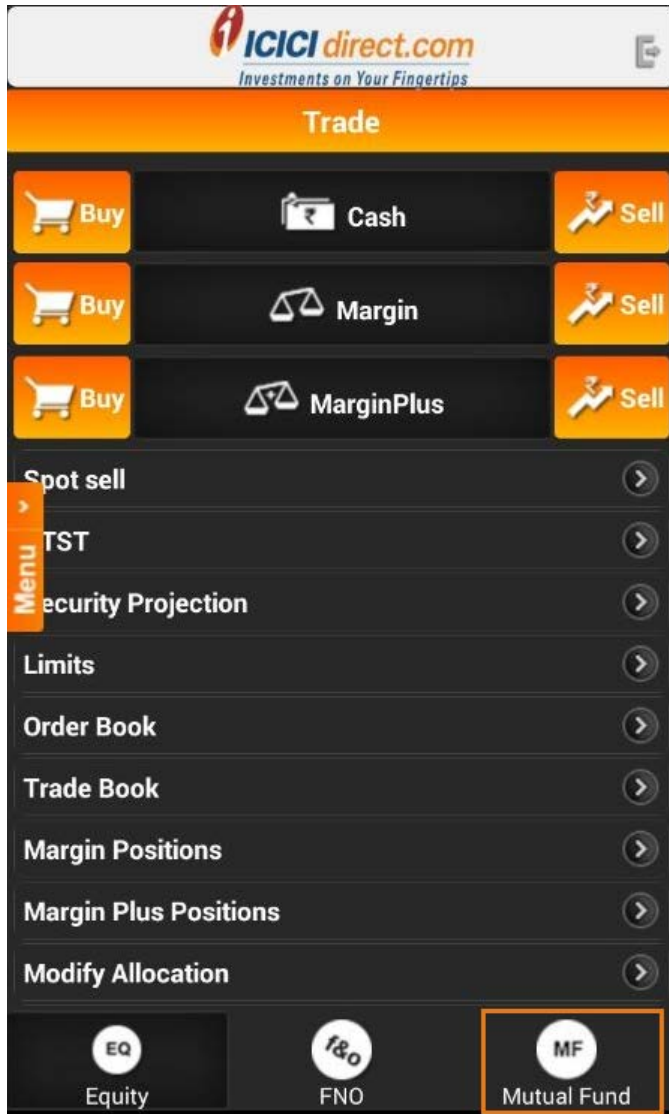 ICICI direct.com
Investments on Your Fingertips
Trade
Buy Cash Sell
Buy Margin Sell
Buy MarginPlus Sell
Spot sell
TST
Menu
ecurity Projection
Limits
Order Book
Trade Book
Margin Positions
Margin Plus Positions
Modify Allocation
EQ f&o MF
Equity FNO Mutual Fund